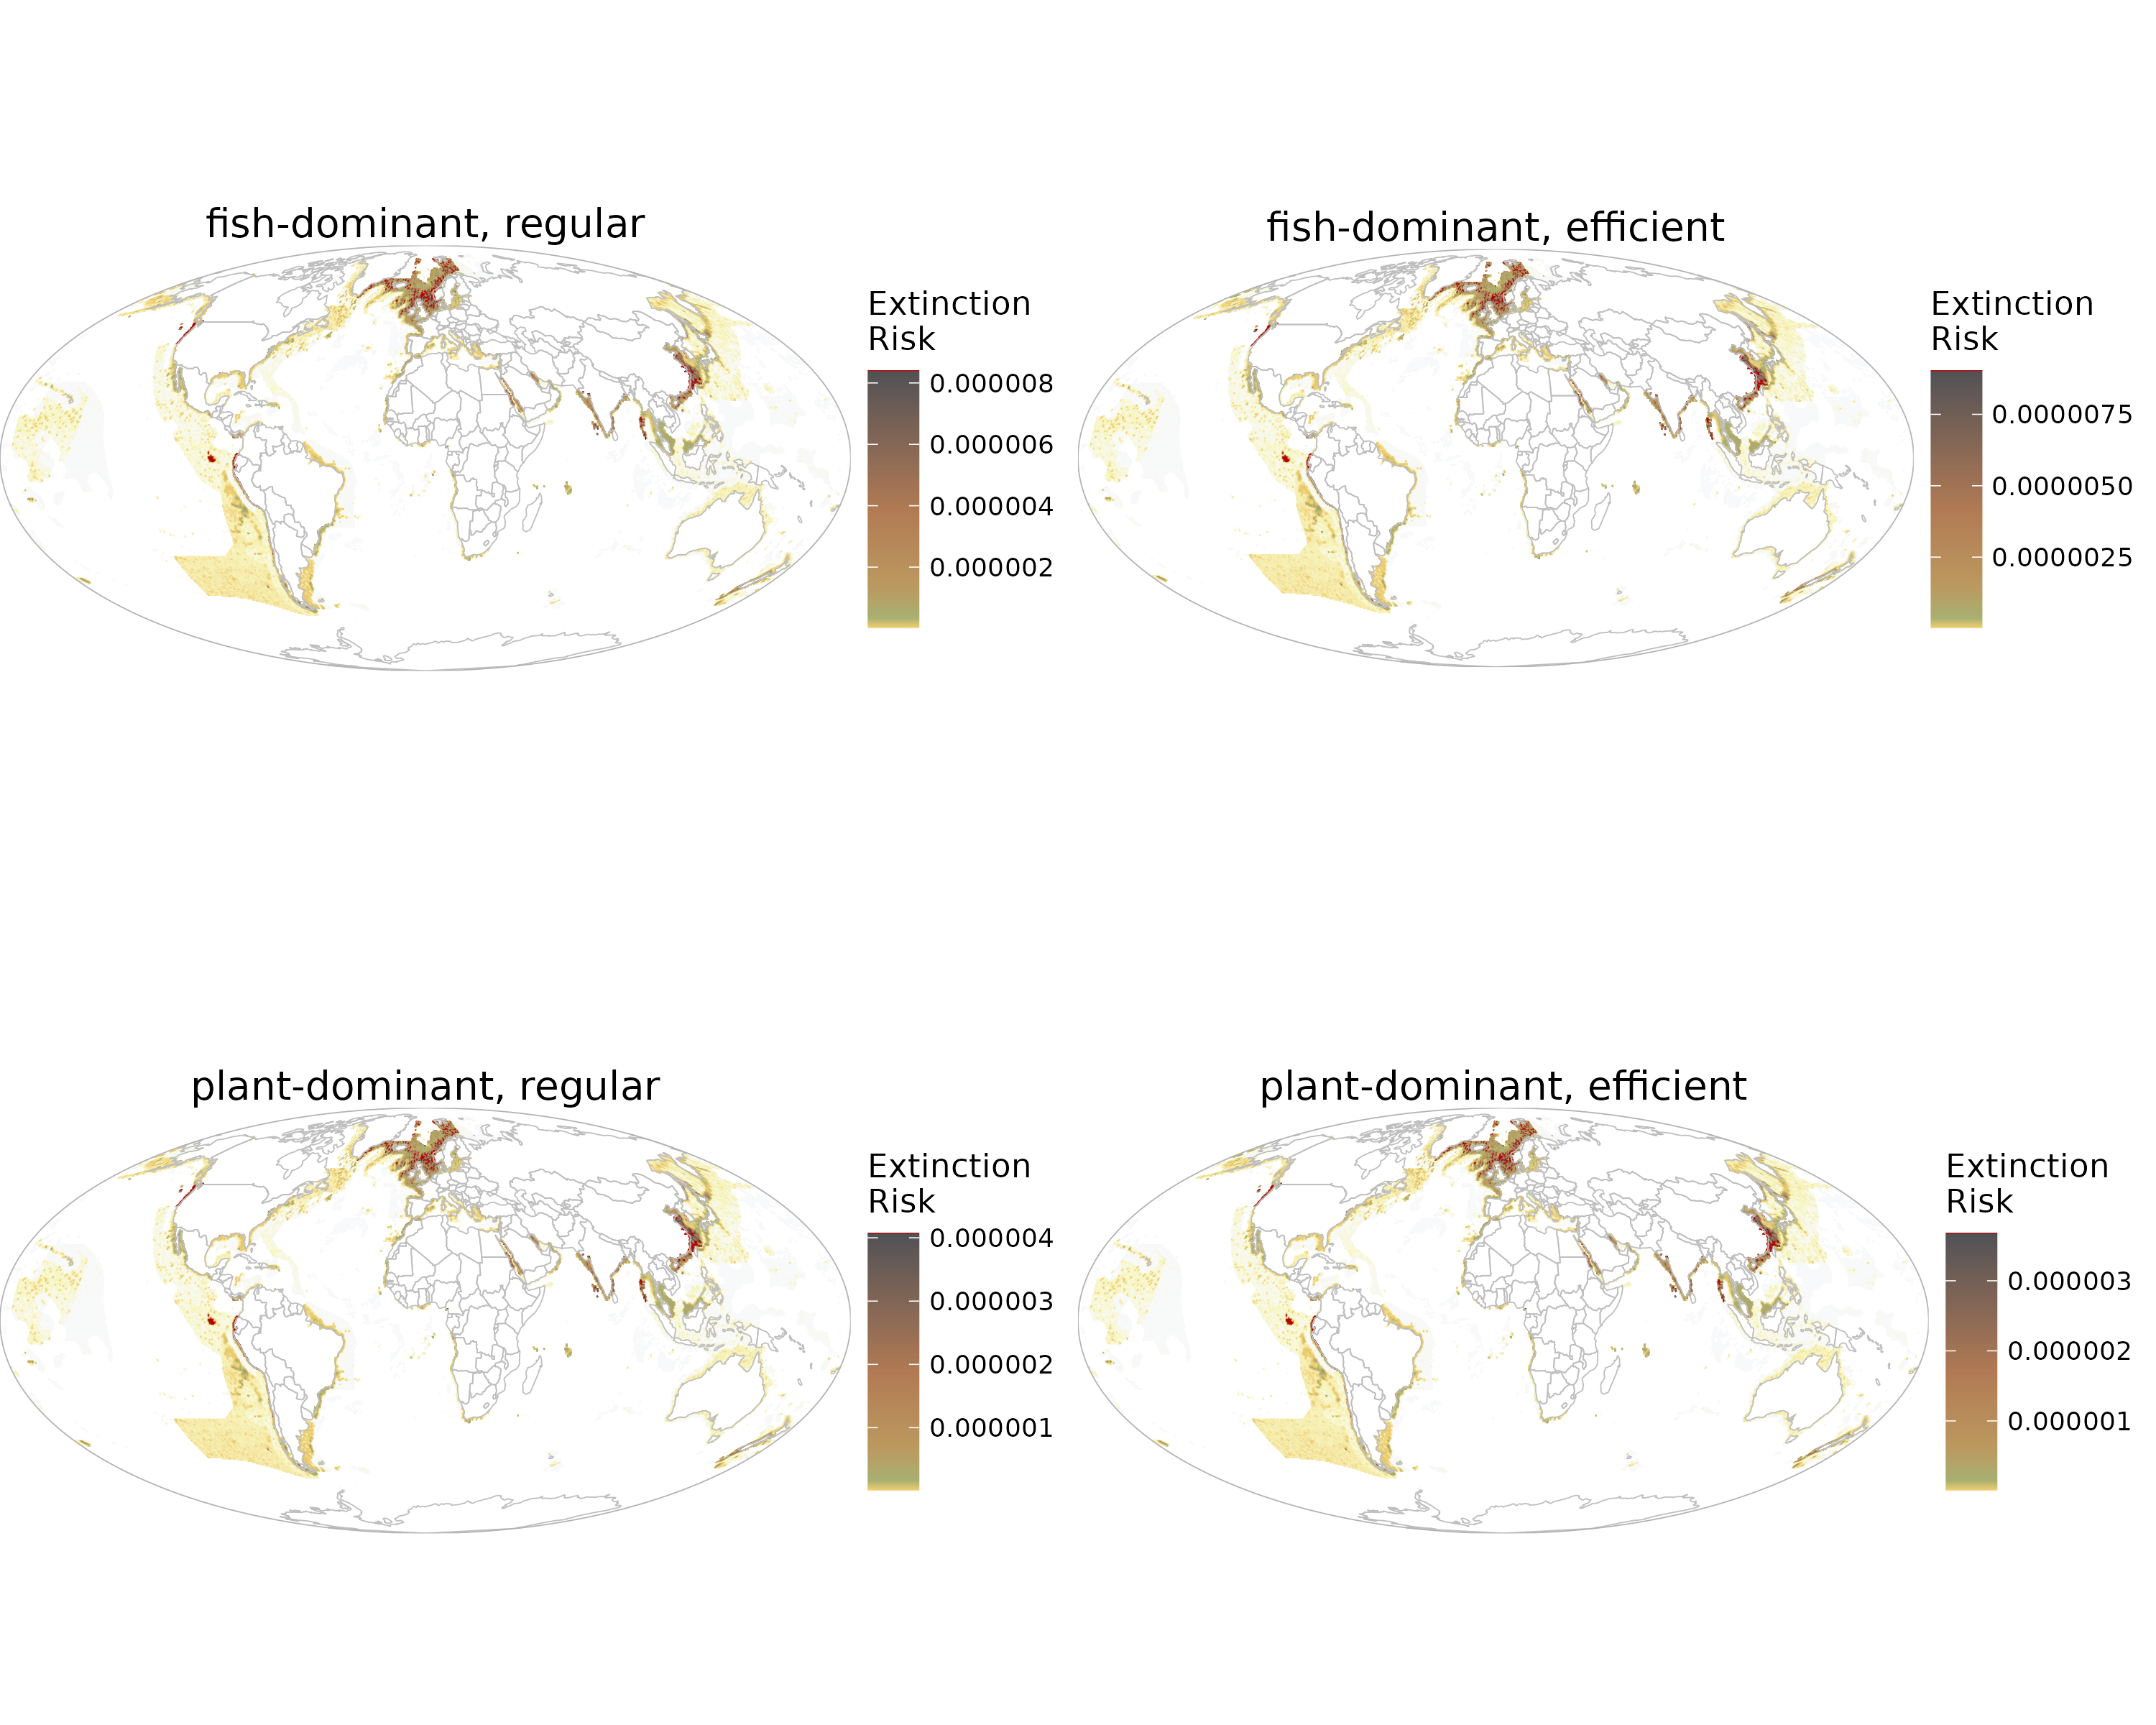 fish-dominant, regular
Extinction
Risk
0.000008
0.000006
0.000004
0.000002
fish-dominant, efficient
Extinction
Risk
0.0000075
0.0000050
0.0000025
plant-dominant, regular
Extinction
Risk
0.000004
0.000003
0.000002
0.000001
plant-dominant, efficient
Extinction
Risk
0.000003
0.000002
0.000001